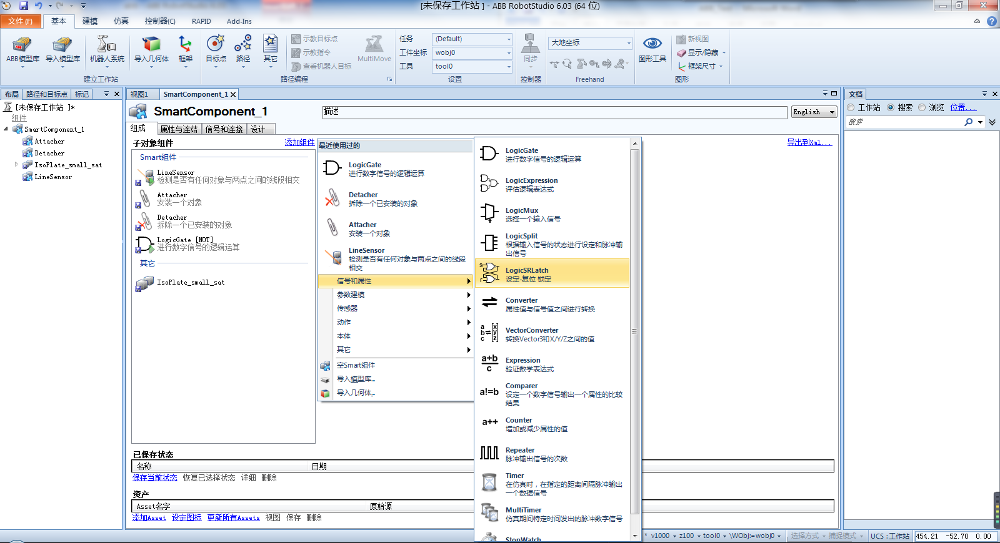 [未保存工作站 ] - ABB RobotStudio 6.03 (64 位)
文件(F) 基本 建模 仿真 控制器(C) RAPID Add-Ins
ABB模型库 导入模型库 机器人系统 导入几何体 框架
建立工作站
目标点 路径 其它
示教目标点
示教指令
查看机器人目标
MultiMove
路径编程
任务 (Default)
工件坐标 wobj0
工具 tool0
设置
同步
控制器
大地坐标
Freehand
图形工具
新视图
显示/隐藏
框架尺寸
图形
布局 路径和目标点 标记
[未保存工作站 ]*
组件
SmartComponent_1
Attacher
Detacher
IsoPlate_small_sat
LineSensor
视图1 SmartComponent_1
SmartComponent_1
描述
English
组成 属性与连结 信号和连接 设计
子对象组件 添加组件
导出到Xml...
Smart组件
LineSensor
检测是否有任何对象与两点之间的线段相交
Attacher
安装一个对象
Detacher
拆除一个已安装的对象
LogicGate [NOT]
进行数字信号的逻辑运算
其它
IsoPlate_small_sat
最近使用过的
LogicGate
进行数字信号的逻辑运算
Detacher
拆除一个已安装的对象
Attacher
安装一个对象
LineSensor
检测是否有任何对象与两点之间的线段
相交
信号和属性
参数建模
传感器
动作
本体
其它
空Smart组件
导入模型库...
导入几何体...
LogicGate
进行数字信号的逻辑运算
LogicExpression
评估逻辑表达式
LogicMux
选择一个输入信号
LogicSplit
根据输入信号的状态进行设定和脉冲输
出信号
S
r
LogicSRLatch
设定-复位 锁定
Converter
属性值与信号值之间进行转换
a
b
c
x
y
z
VectorConverter
转换Vector3和X/Y/Z之间的值
a+b
c
Expression
验证数学表达式
a!=b
Comparer
设定一个数字信号输出一个属性的比较
结果
a++
Counter
增加或减少属性的值
Repeater
脉冲输出信号的次数
Timer
在仿真时，在指定的距离间隔脉冲输出
一个数据信号
MultiTimer
仿真期间特定时间发出的脉冲数字信号
StopWatch
已保存状态
名称 日期
保存当前状态 恢复已选择状态 详细 删除
资产
Asset名字 原始源
添加Asset 设定图标 更新所有Assets 视图 保存 删除
文档
工作站 搜索 浏览 位置...
搜索
* v1000 z100 tool0 \WObj:=wobj0 选择方式 捕捉模式 UCS : 工作站 454.21 -52.70 0.00